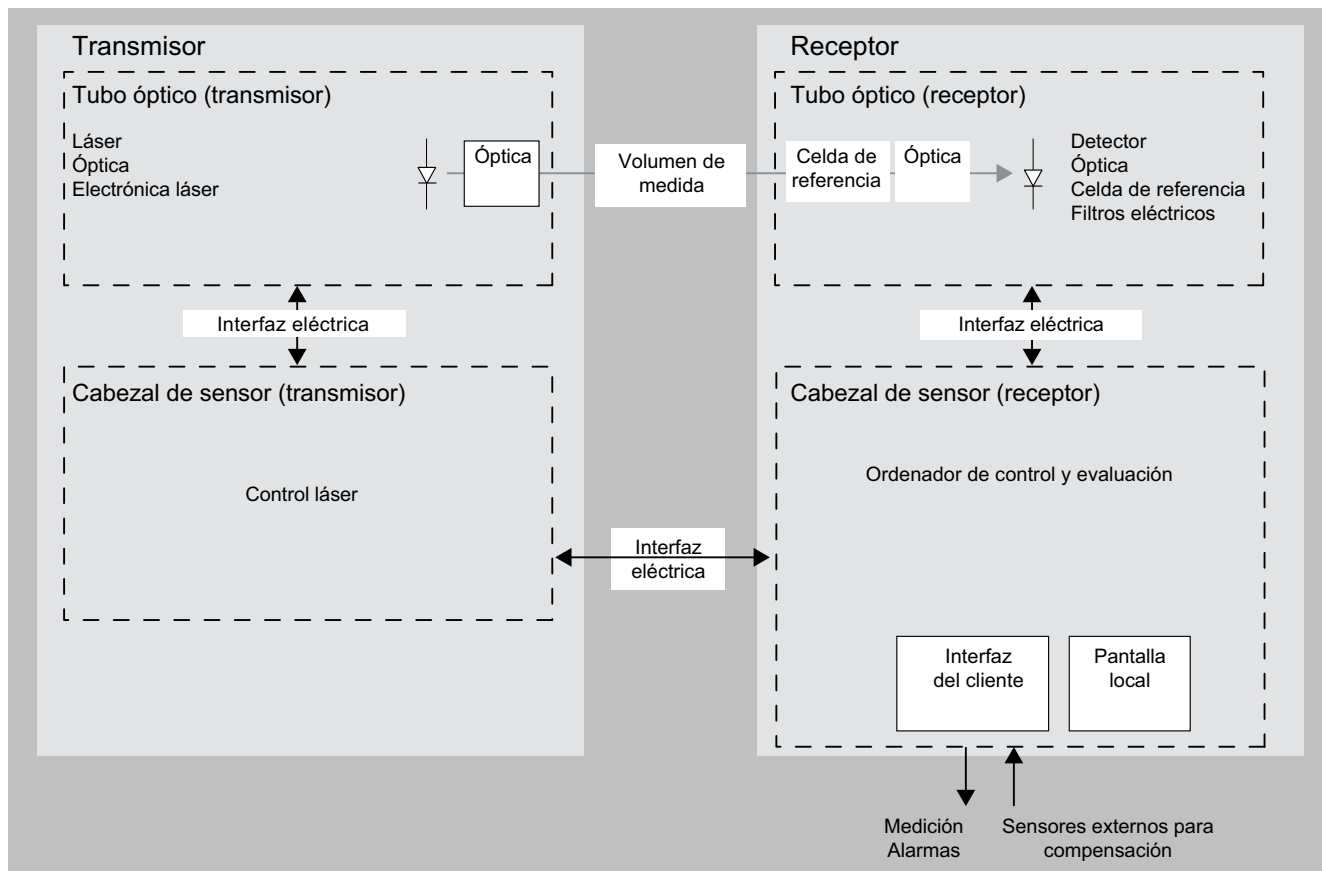 Transmisor
Tubo óptico (transmisor)
Láser
Óptica
Electrónica láser
Óptica
Volumen de
medida
Receptor
Tubo óptico (receptor)
Celda de
referencia
Óptica
Detector
Óptica
Celda de referencia
Filtros eléctricos
Interfaz eléctrica
Interfaz eléctrica
Cabezal de sensor (transmisor)
Control láser
Interfaz
eléctrica
Cabezal de sensor (receptor)
Ordenador de control y evaluación
Interfaz
del cliente
Pantalla
local
Medición
Alarmas
Sensores externos para
compensación